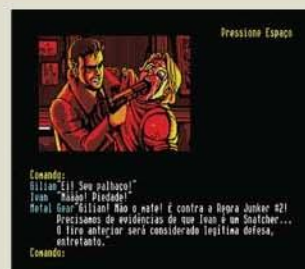 Pressione Espaço
Comando:
Gilian "Ei! Seu palhaço!"
Ivan "Nãããão! Piedade!"
Metal Gear "Gilian! Não o mate! É contra a Regra Junker #2!
Precisamos de evidências de que Ivan é um Snatcher...
O tiro anterior será considerado legítima defesa,
entretanto."
Comando: